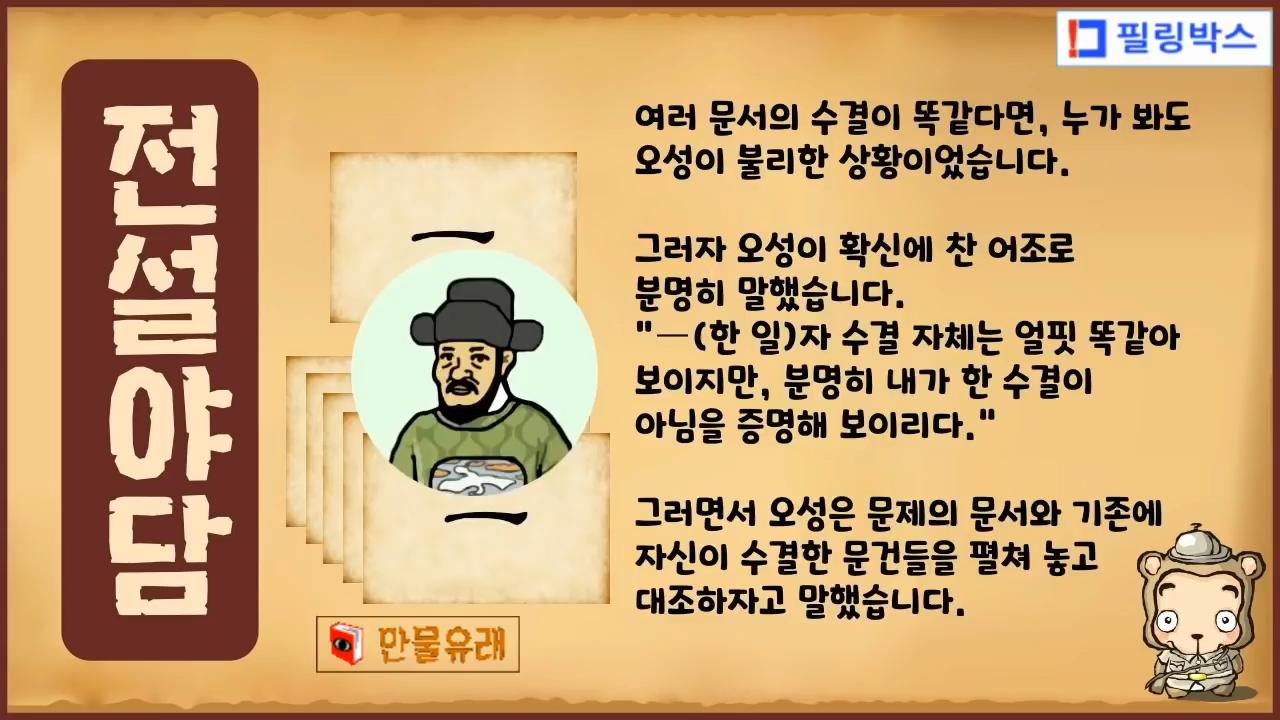 필링박스
전설야담
여러 문서의 수결이 똑같다면, 누가 봐도
오성이 불리한 상황이었습니다.
그러자 오성이 확신에 찬 어조로
분명히 말했습니다.
"一(한 일)자 수결 자체는 얼핏 똑같아
보이지만, 분명히 내가 한 수결이
아님을 증명해 보이리다."
그러면서 오성은 문제의 문서와 기존에
자신이 수결한 문건들을 펼쳐 놓고
대조하자고 말했습니다.
一
一
만물유래